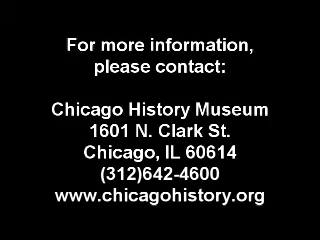 For more information,
please contact:
Chicago History Museum
1601 N. Clark St.
Chicago, IL 60614
(312)642-4600
www.chicagohistory.org